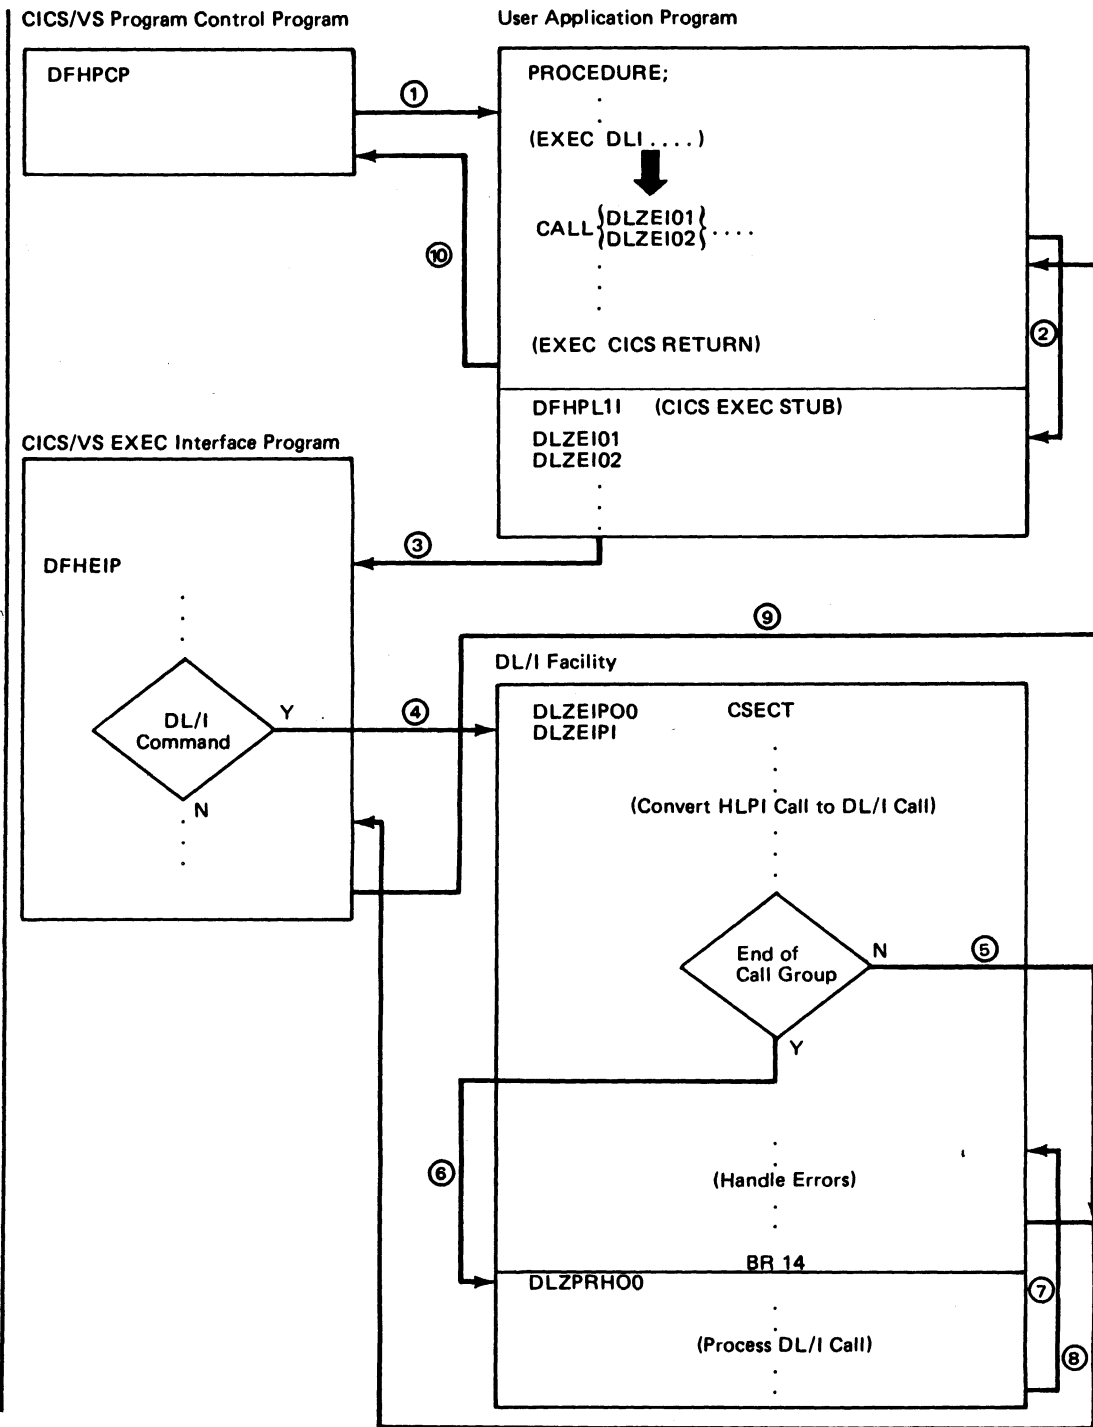 CICS/VS Program Control Program
DFHPCP
①
⑩
User Application Program
PROCEDURE;
(EXEC DLI . . . . )
CALL {DLZEI01} . . . .
{DLZEI02}
(EXEC CICS RETURN)
②
DFHPL1I (CICS EXEC STUB)
DLZEI01
DLZEI02
CICS/VS EXEC Interface Program
③
DFHEIP
DL/I
Command
Y
N
④
⑨
DL/I Facility
DLZEIPO0 CSECT
DLZEIPI
(Convert HLPI Call to DL/I Call)
End of
Call Group
N
⑤
Y
⑥
(Handle Errors)
BR 14
⑦
DLZPRHO0
(Process DL/I Call)
⑧